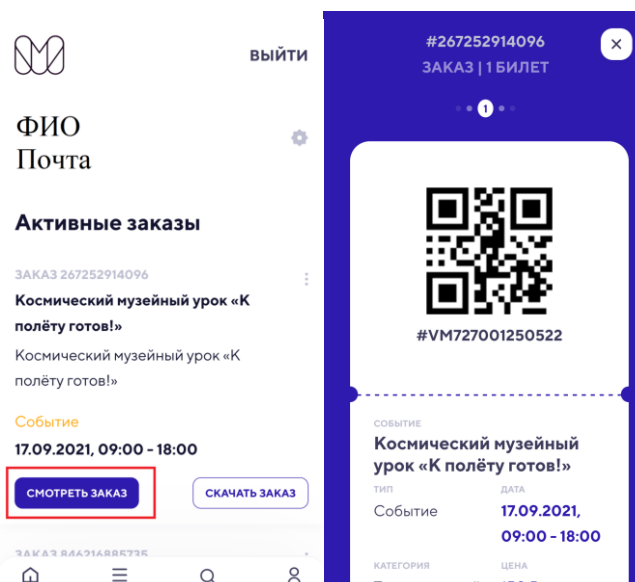 ВЫЙТИ
ФИО
Почта
Активные заказы
ЗАКАЗ 267252914096
Космический музейный урок «К
полёту готов!»
Космический музейный урок «К
полёту готов!»
Событие
17.09.2021, 09:00 - 18:00
СМОТРЕТЬ ЗАКАЗ
СКАЧАТЬ ЗАКАЗ
ЗАКАЗ 846216885735
#267252914096
ЗАКАЗ | 1 БИЛЕТ
1
#VM727001250522
СОБЫТИЕ
Космический музейный
урок «К полёту готов!»
ТИП
ДАТА
Событие
17.09.2021,
09:00 - 18:00
КАТЕГОРИЯ
ЦЕНА